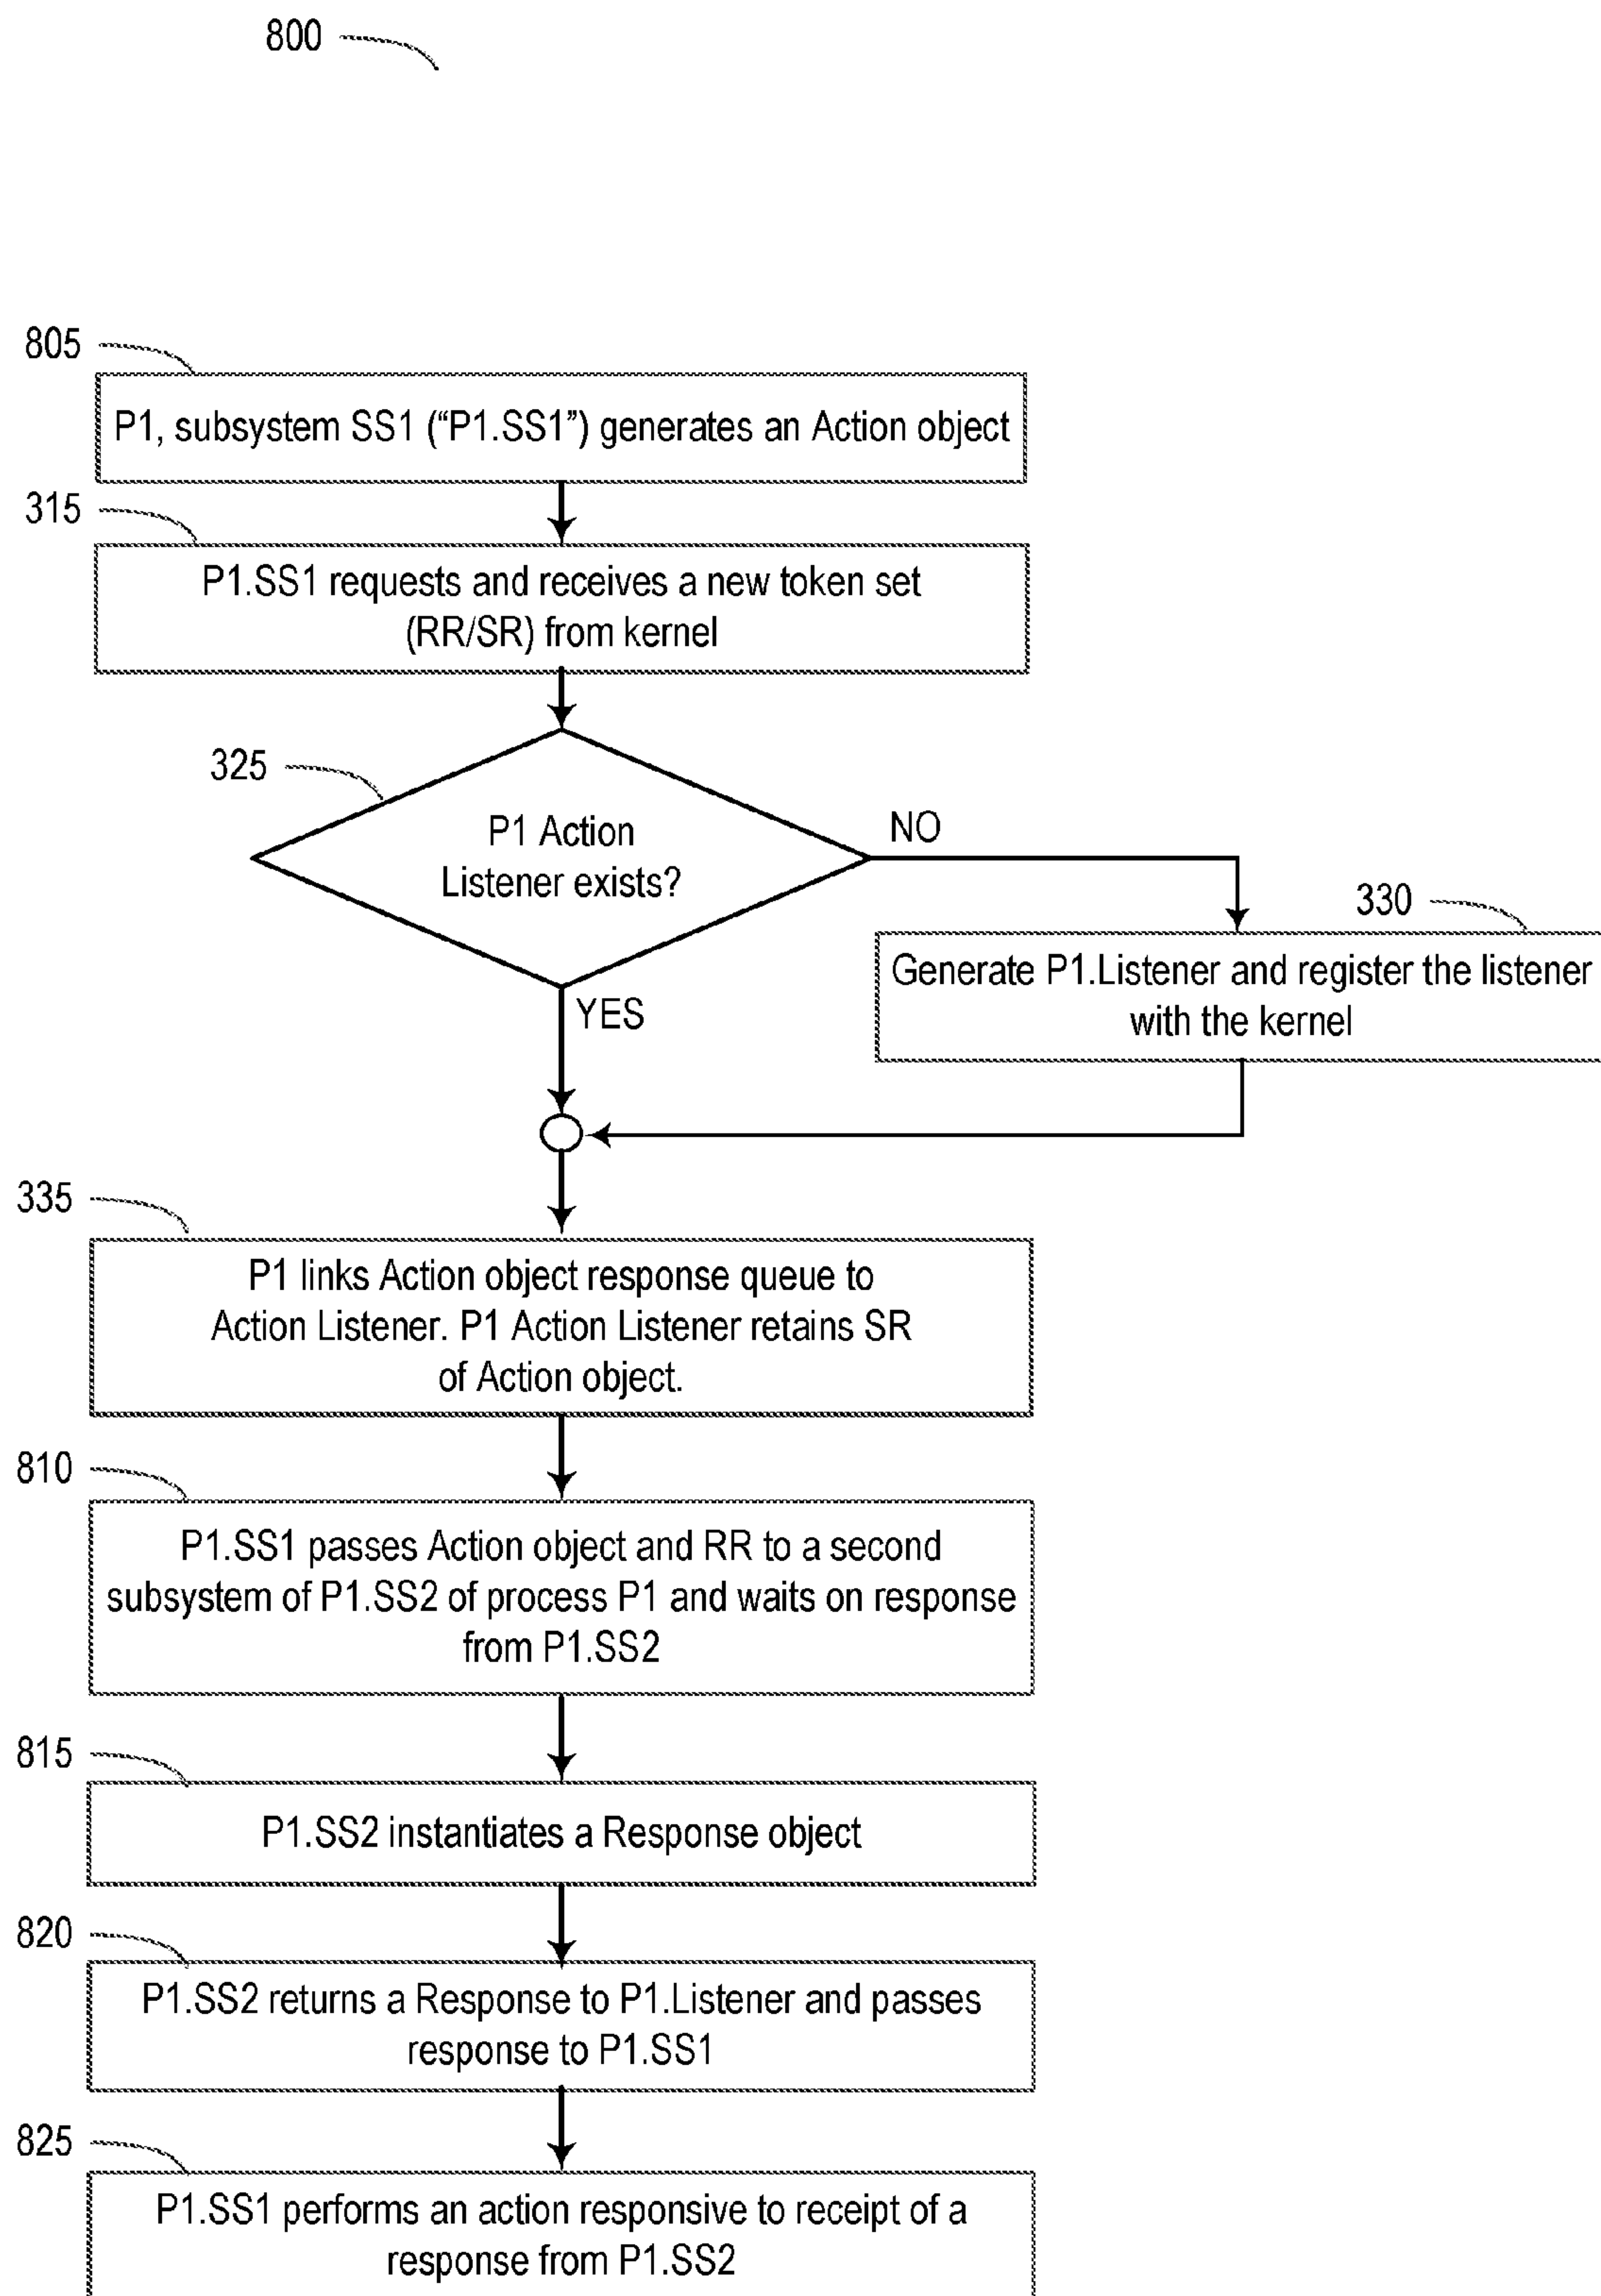 800
805
P1, subsystem SS1 (“P1.SS1”) generates an Action object
315
P1.SS1 requests and receives a new token set
(RR/SR) from kernel
325
P1 Action
Listener exists?
NO
330
Generate P1.Listener and register the listener
with the kernel
YES
335
P1 links Action object response queue to
Action Listener. P1 Action Listener retains SR
of Action object.
810
P1.SS1 passes Action object and RR to a second
subsystem of P1.SS2 of process P1 and waits on response
from P1.SS2
815
P1.SS2 instantiates a Response object
820
P1.SS2 returns a Response to P1.Listener and passes
response to P1.SS1
825
P1.SS1 performs an action responsive to receipt of a
response from P1.SS2